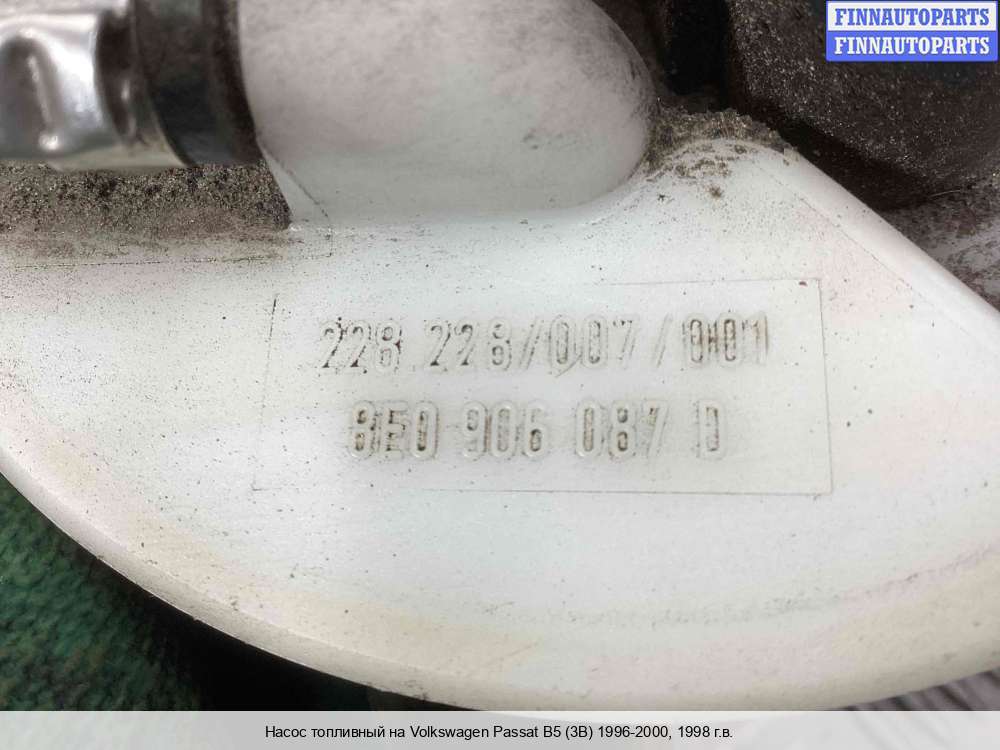 FINNAUTOPARTS
FINNAUTOPARTS
228 228/007/001
8E0 906 087 D
Насос топливный на Volkswagen Passat B5 (3B) 1996-2000, 1998 г.в.